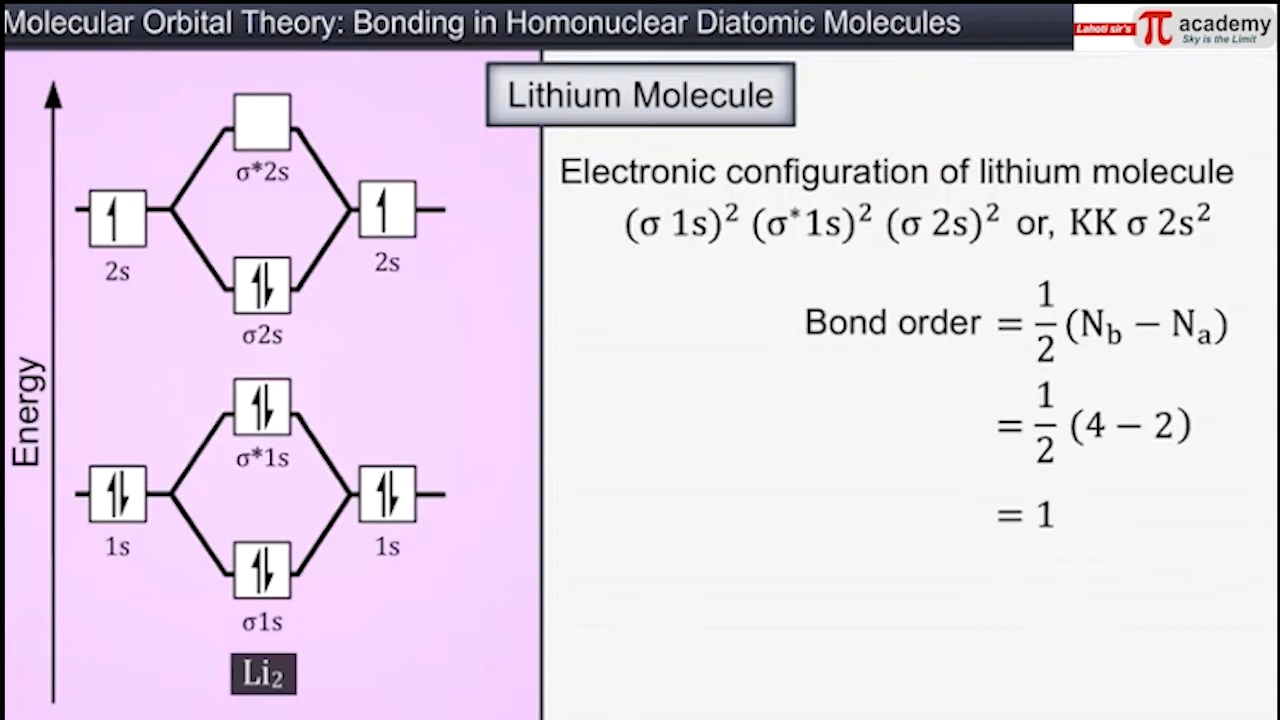 Molecular Orbital Theory: Bonding in Homonuclear Diatomic Molecules
Lahoti sir's π academy
Sky is the Limit
Lithium Molecule
Energy
σ*2s
2s
2s
σ2s
σ*1s
1s
1s
σ1s
Li₂
Electronic configuration of lithium molecule
(σ 1s)² (σ*1s)² (σ 2s)² or, KK σ 2s²
Bond order = 1/2 (N_b − N_a)
= 1/2 (4 − 2)
= 1